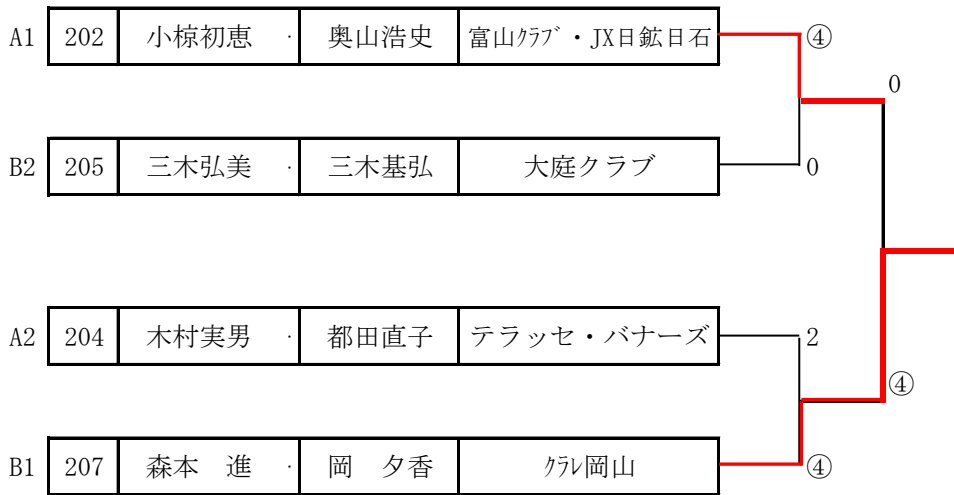 A1 202 小椋初恵 ・ 奥山浩史 富山ｸﾗﾌﾞ・JX日鉱日石 ④
0
B2 205 三木弘美 ・ 三木基弘 大庭クラブ 0
A2 204 木村実男 ・ 都田直子 テラッセ・バナーズ 2
④
B1 207 森本　進 ・ 岡　夕香 ｸﾗﾚ岡山 ④